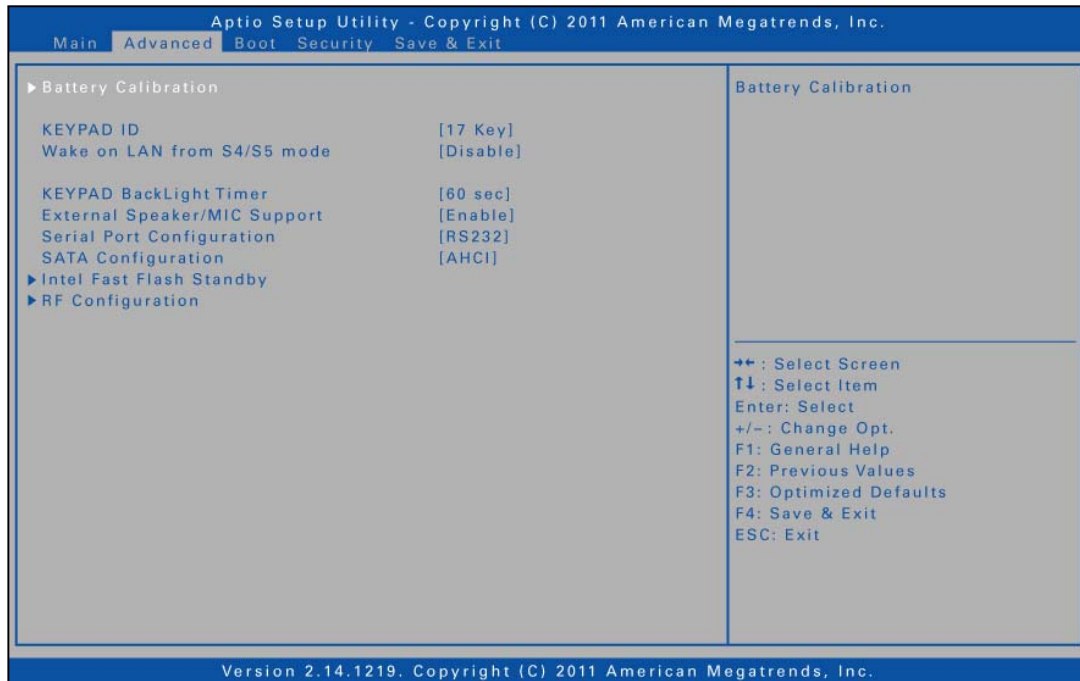 Aptio Setup Utility - Copyright (C) 2011 American Megatrends, Inc.
Main Advanced Boot Security Save & Exit
▶ Battery Calibration
KEYPAD ID [17 Key]
Wake on LAN from S4/S5 mode [Disable]
KEYPAD BackLight Timer [60 sec]
External Speaker/MIC Support [Enable]
Serial Port Configuration [RS232]
SATA Configuration [AHCI]
▶ Intel Fast Flash Standby
▶ RF Configuration
Battery Calibration
→← : Select Screen
↑↓ : Select Item
Enter: Select
+/– : Change Opt.
F1: General Help
F2: Previous Values
F3: Optimized Defaults
F4: Save & Exit
ESC: Exit
Version 2.14.1219. Copyright (C) 2011 American Megatrends, Inc.